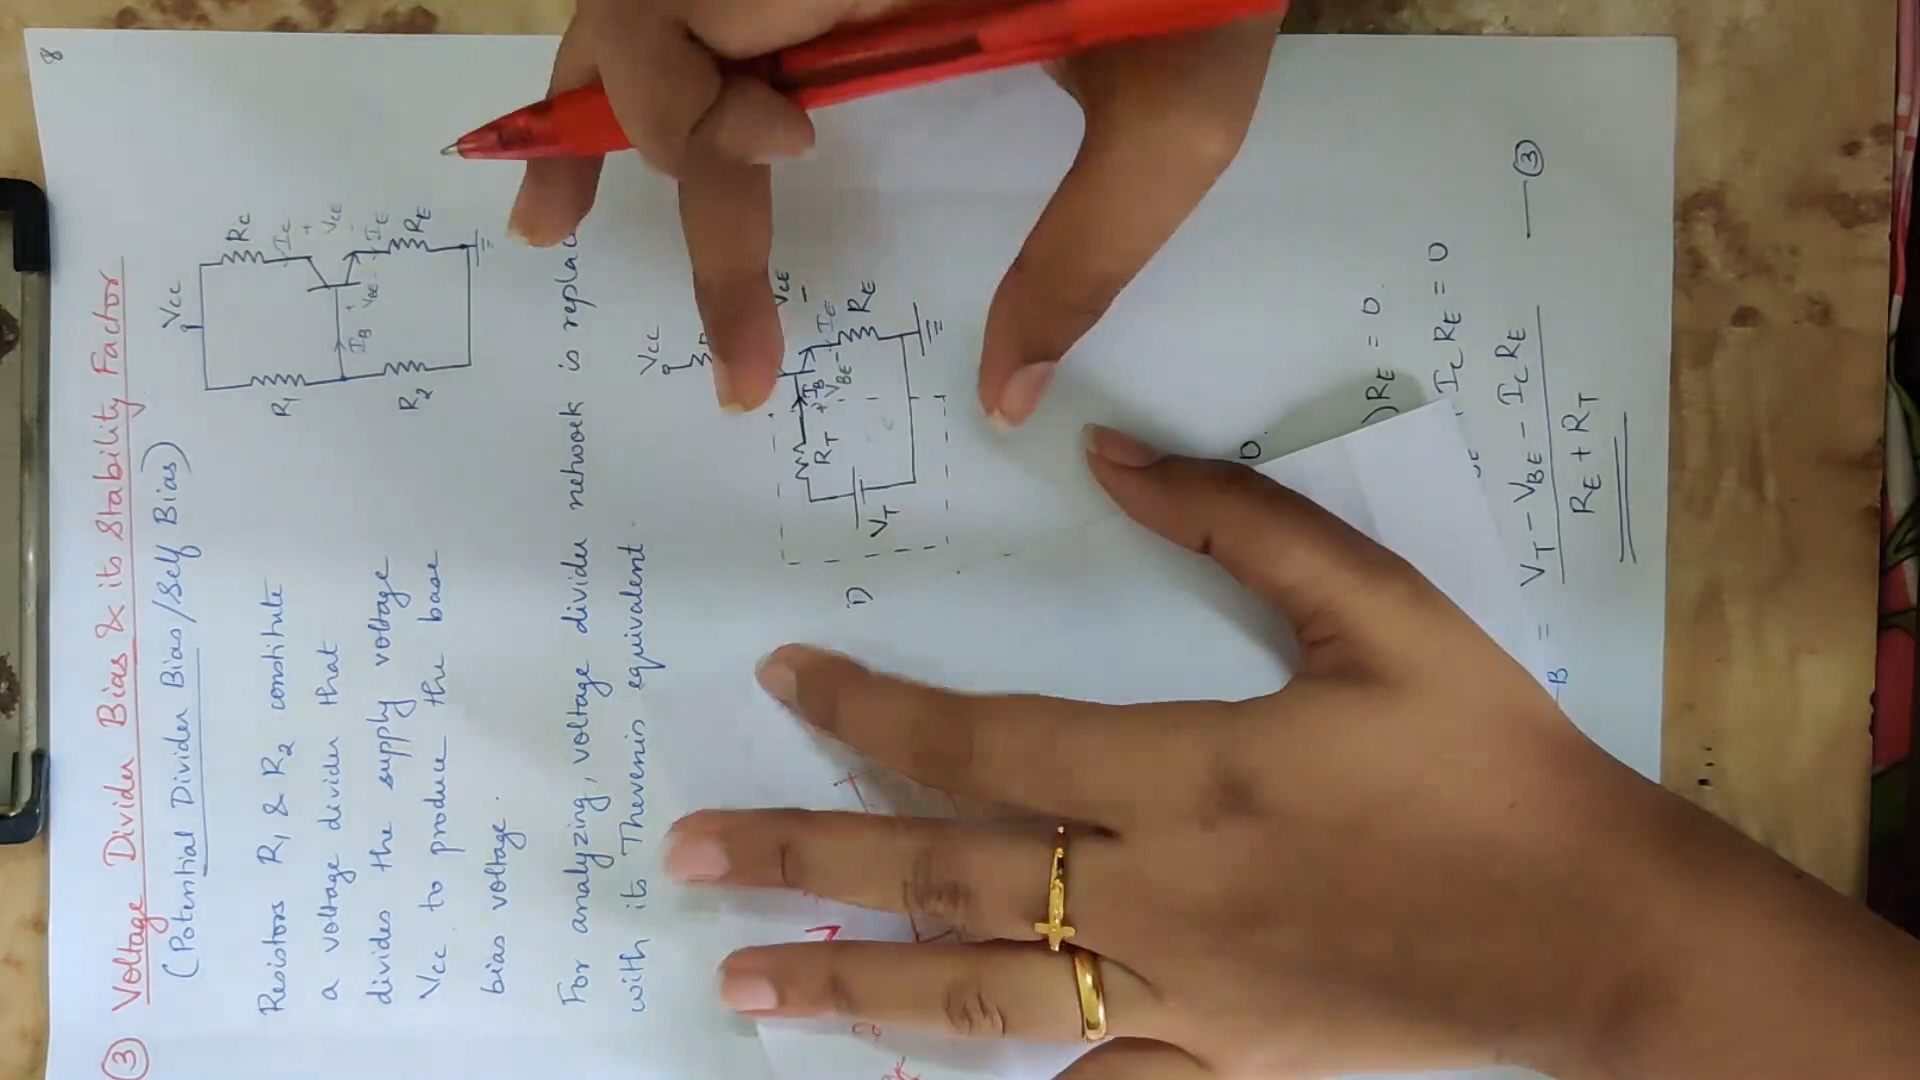 8
③ Voltage Divider Bias & its Stability Factor
(Potential Divider Bias/Self Bias)
Resistors R1 & R2 constitute
a voltage divider that
divides the supply voltage
Vcc to produce the base
bias voltage.
Vcc
R1
RC
IC
+
VCE
-
IB
+
VBE
-
IE
R2
RE
For analyzing, voltage divider network is
with its Thevenin's equivalent.
Vcc
VCE
-
RT
IB
+
VBE
-
IE
RE
VT
)RE = 0.
0.
IC RE = 0
B = VT - VBE - IC RE
RE + RT
— ③